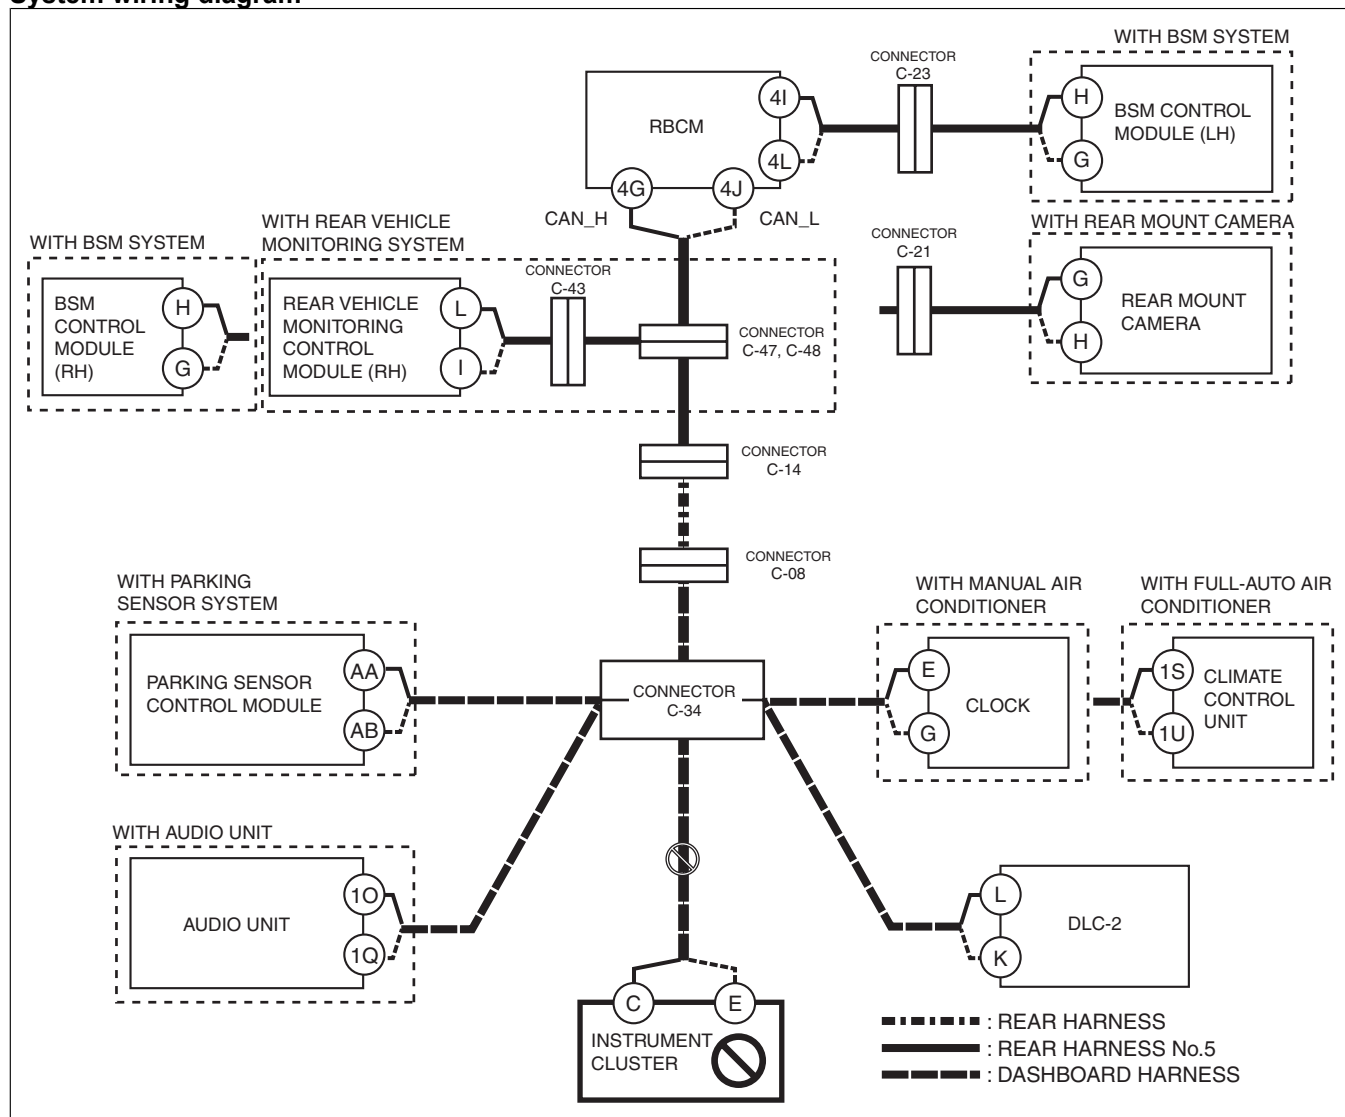 System wiring diagram
WITH BSM SYSTEM
CONNECTOR
C-23
RBCM
4I
4L
4G
4J
H
G
BSM CONTROL
MODULE (LH)
CAN_H
CAN_L
WITH REAR MOUNT CAMERA
CONNECTOR
C-21
G
H
REAR MOUNT
CAMERA
WITH BSM SYSTEM
BSM
CONTROL
MODULE
(RH)
H
G
WITH REAR VEHICLE
MONITORING SYSTEM
REAR VEHICLE
MONITORING
CONTROL
MODULE (RH)
L
I
CONNECTOR
C-43
CONNECTOR
C-47, C-48
CONNECTOR
C-14
CONNECTOR
C-08
WITH PARKING
SENSOR SYSTEM
PARKING SENSOR
CONTROL MODULE
AA
AB
CONNECTOR
C-34
WITH MANUAL AIR
CONDITIONER
E
G
CLOCK
WITH FULL-AUTO AIR
CONDITIONER
1S
1U
CLIMATE
CONTROL
UNIT
WITH AUDIO UNIT
AUDIO UNIT
1O
1Q
L
K
DLC-2
C
E
INSTRUMENT
CLUSTER
: REAR HARNESS
: REAR HARNESS No.5
: DASHBOARD HARNESS